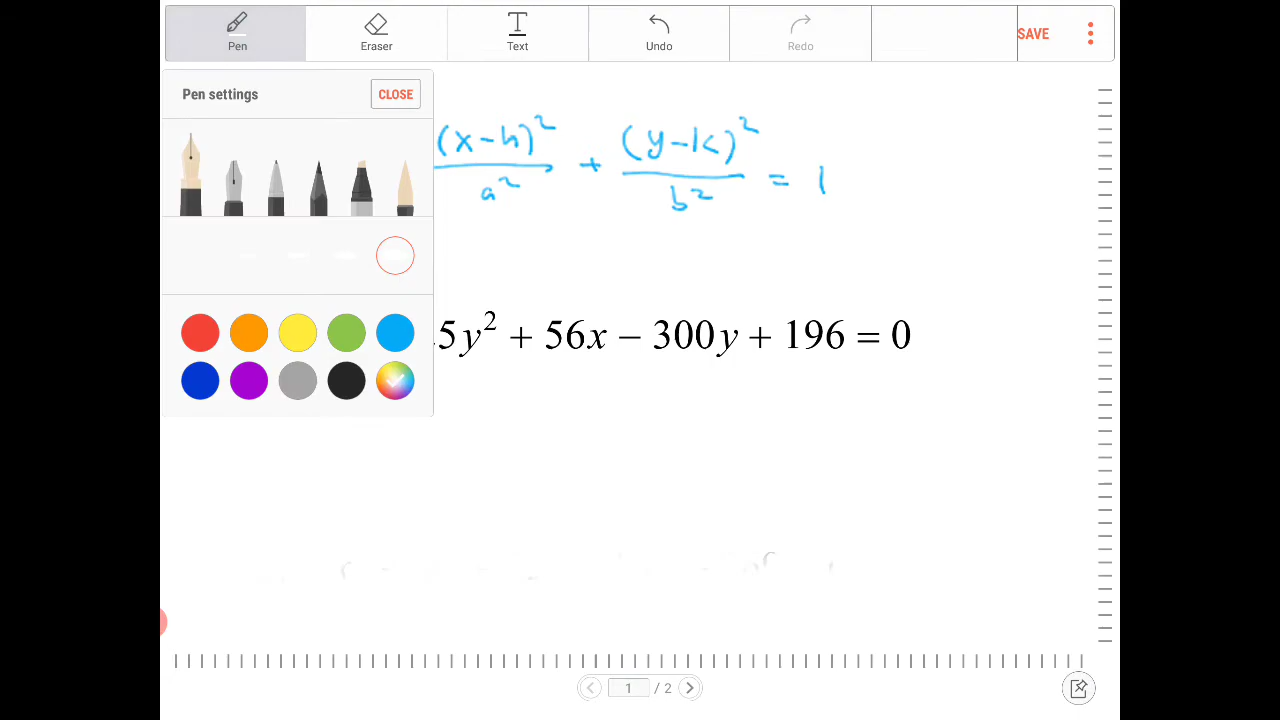 Pen Eraser Text Undo Redo SAVE
Pen settings CLOSE
(x-h)²/a² + (y-k)²/b² = 1
5y² + 56x − 300y + 196 = 0
1 / 2